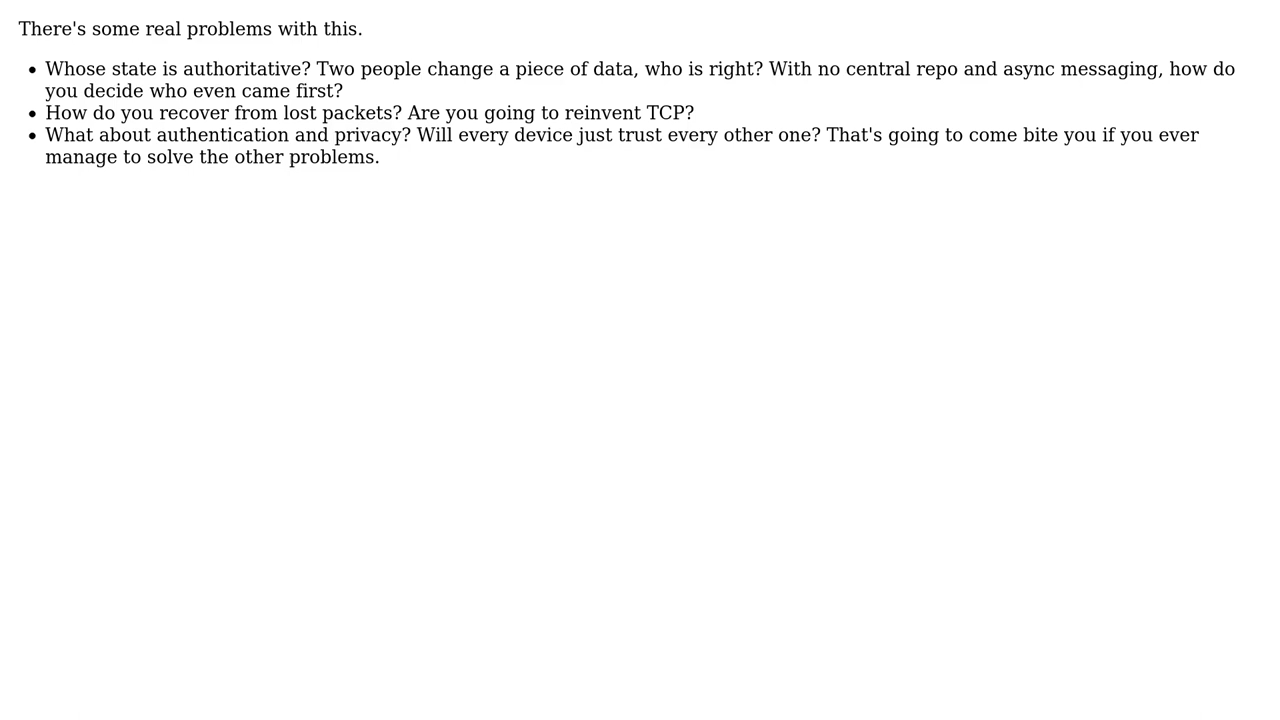 There's some real problems with this.
• Whose state is authoritative? Two people change a piece of data, who is right? With no central repo and async messaging, how do
you decide who even came first?
• How do you recover from lost packets? Are you going to reinvent TCP?
• What about authentication and privacy? Will every device just trust every other one? That's going to come bite you if you ever
manage to solve the other problems.